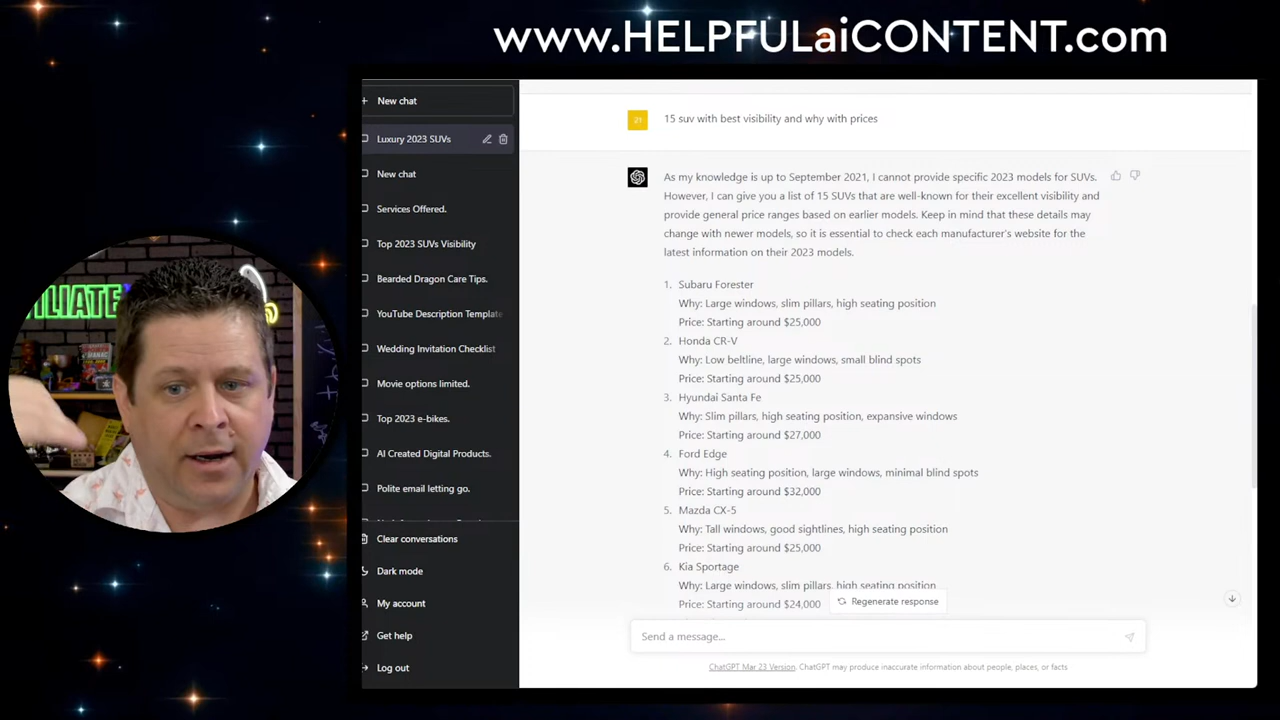 www.HELPFULaiCONTENT.com
+ New chat
Luxury 2023 SUVs
New chat
Services Offered.
Top 2023 SUVs Visibility
Bearded Dragon Care Tips.
YouTube Description Template
Wedding Invitation Checklist
Movie options limited.
Top 2023 e-bikes.
AI Created Digital Products.
Polite email letting go.
Clear conversations
Dark mode
My account
Get help
Log out
21
15 suv with best visibility and why with prices
As my knowledge is up to September 2021, I cannot provide specific 2023 models for SUVs.
However, I can give you a list of 15 SUVs that are well-known for their excellent visibility and
provide general price ranges based on earlier models. Keep in mind that these details may
change with newer models, so it is essential to check each manufacturer's website for the
latest information on their 2023 models.
1. Subaru Forester
Why: Large windows, slim pillars, high seating position
Price: Starting around $25,000
2. Honda CR-V
Why: Low beltline, large windows, small blind spots
Price: Starting around $25,000
3. Hyundai Santa Fe
Why: Slim pillars, high seating position, expansive windows
Price: Starting around $27,000
4. Ford Edge
Why: High seating position, large windows, minimal blind spots
Price: Starting around $32,000
5. Mazda CX-5
Why: Tall windows, good sightlines, high seating position
Price: Starting around $25,000
6. Kia Sportage
Why: Large windows, slim pillars, high seating position
Price: Starting around $24,000
Regenerate response
Send a message...
ChatGPT Mar 23 Version. ChatGPT may produce inaccurate information about people, places, or facts